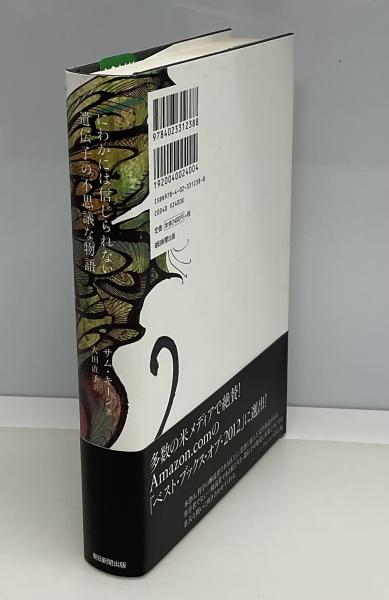 にわかには信じられない
遺伝子の不思議な物語
サム・キーン 著
大田直子 訳
朝日新聞出版
9784023312388
1920040024004
ISBN978-4-02-331238-8
C0040 ¥2400E
定価 本体2400円+税
朝日新聞出版
多数の米メディアで絶賛!
Amazon.comの
「ベスト・ブックス・オブ・2012」に選出!